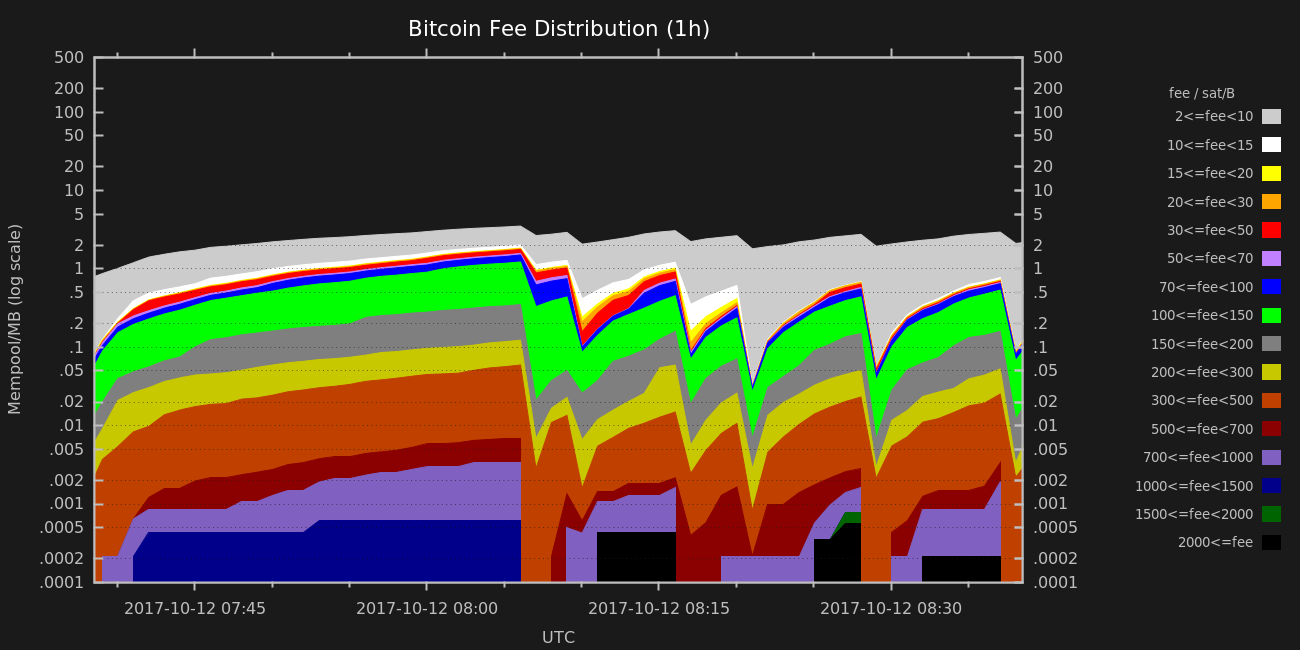 Bitcoin Fee Distribution (1h)
Mempool/MB (log scale)
500
200
100
50
20
10
5
2
1
.5
.2
.1
.05
.02
.01
.005
.002
.001
.0005
.0002
.0001
500
200
100
50
20
10
5
2
1
.5
.2
.1
.05
.02
.01
.005
.002
.001
.0005
.0002
.0001
2017-10-12 07:45
2017-10-12 08:00
2017-10-12 08:15
2017-10-12 08:30
UTC
fee / sat/B
2<=fee<10
10<=fee<15
15<=fee<20
20<=fee<30
30<=fee<50
50<=fee<70
70<=fee<100
100<=fee<150
150<=fee<200
200<=fee<300
300<=fee<500
500<=fee<700
700<=fee<1000
1000<=fee<1500
1500<=fee<2000
2000<=fee